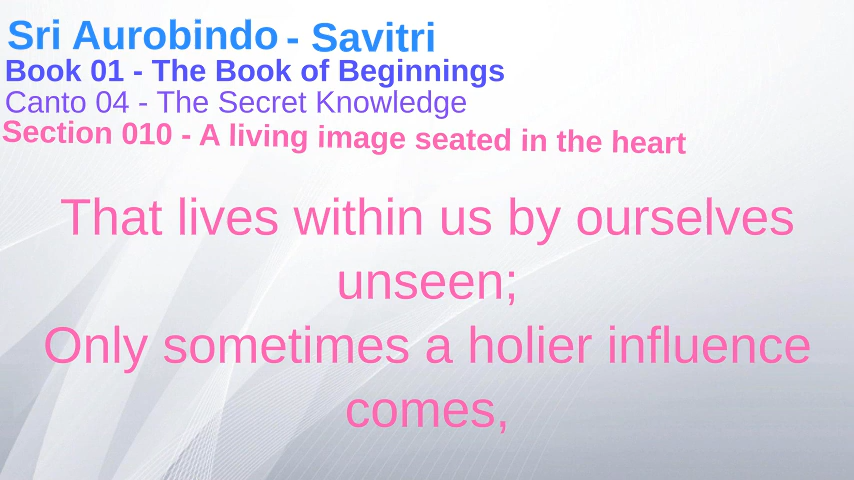 Sri Aurobindo - Savitri
Book 01 - The Book of Beginnings
Canto 04 - The Secret Knowledge
Section 010 - A living image seated in the heart
That lives within us by ourselves
unseen;
Only sometimes a holier influence
comes,